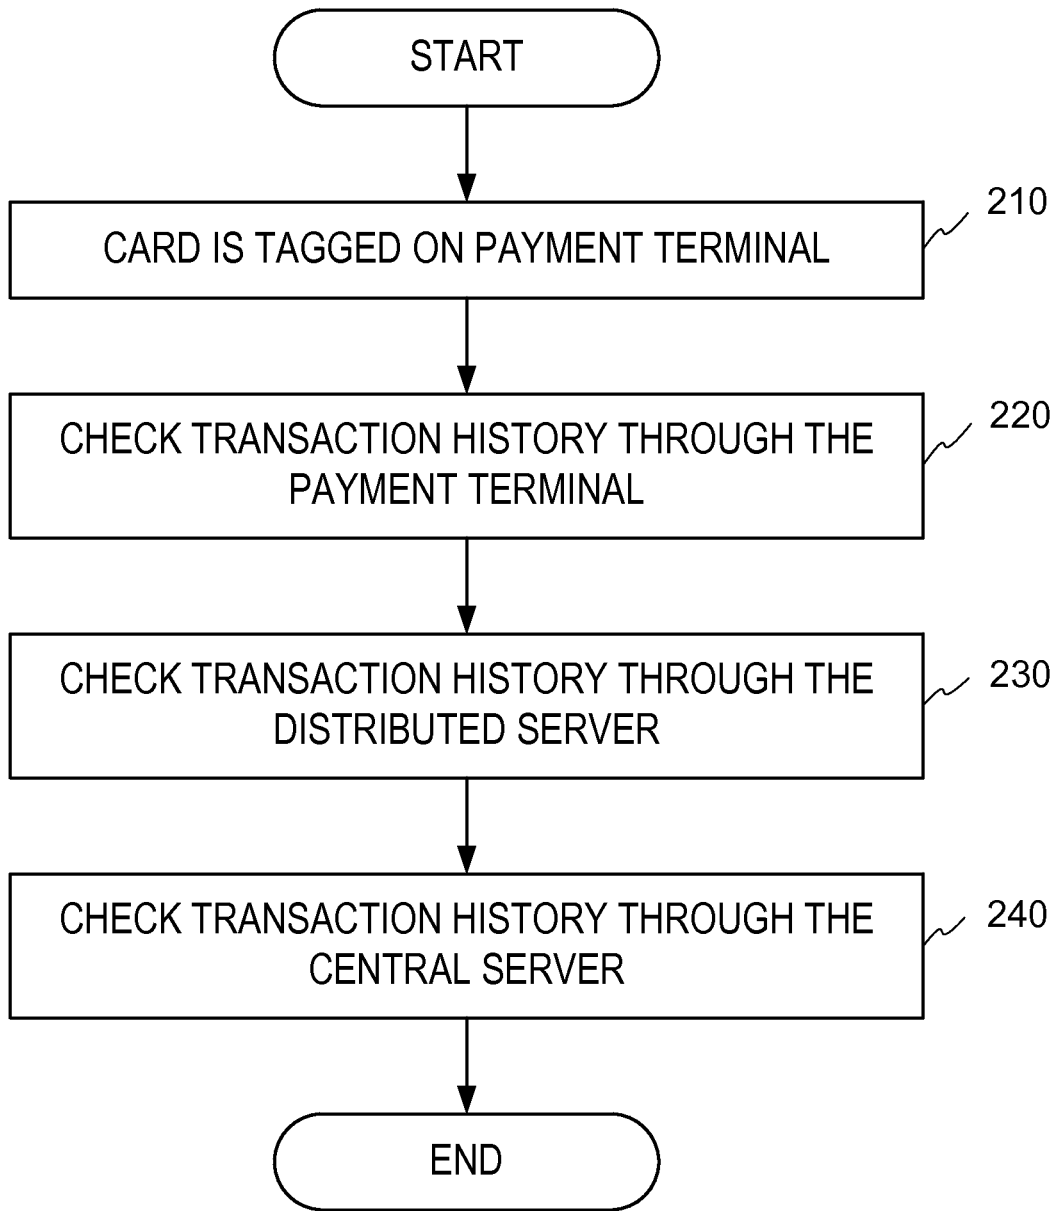 START
210
CARD IS TAGGED ON PAYMENT TERMINAL
220
CHECK TRANSACTION HISTORY THROUGH THE
PAYMENT TERMINAL
230
CHECK TRANSACTION HISTORY THROUGH THE
DISTRIBUTED SERVER
240
CHECK TRANSACTION HISTORY THROUGH THE
CENTRAL SERVER
END